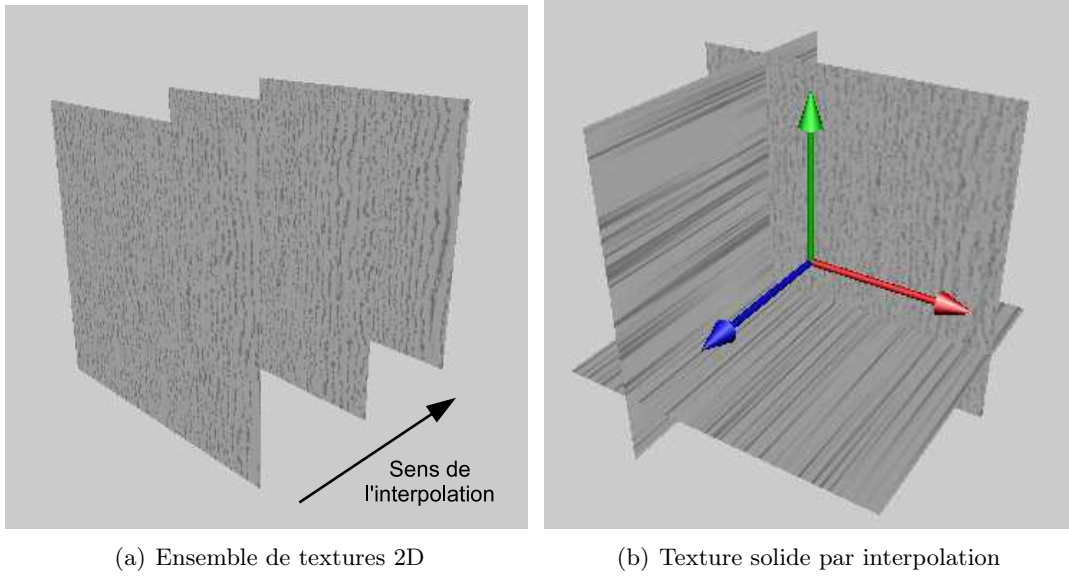 Sens de
l'interpolation
(a) Ensemble de textures 2D
(b) Texture solide par interpolation